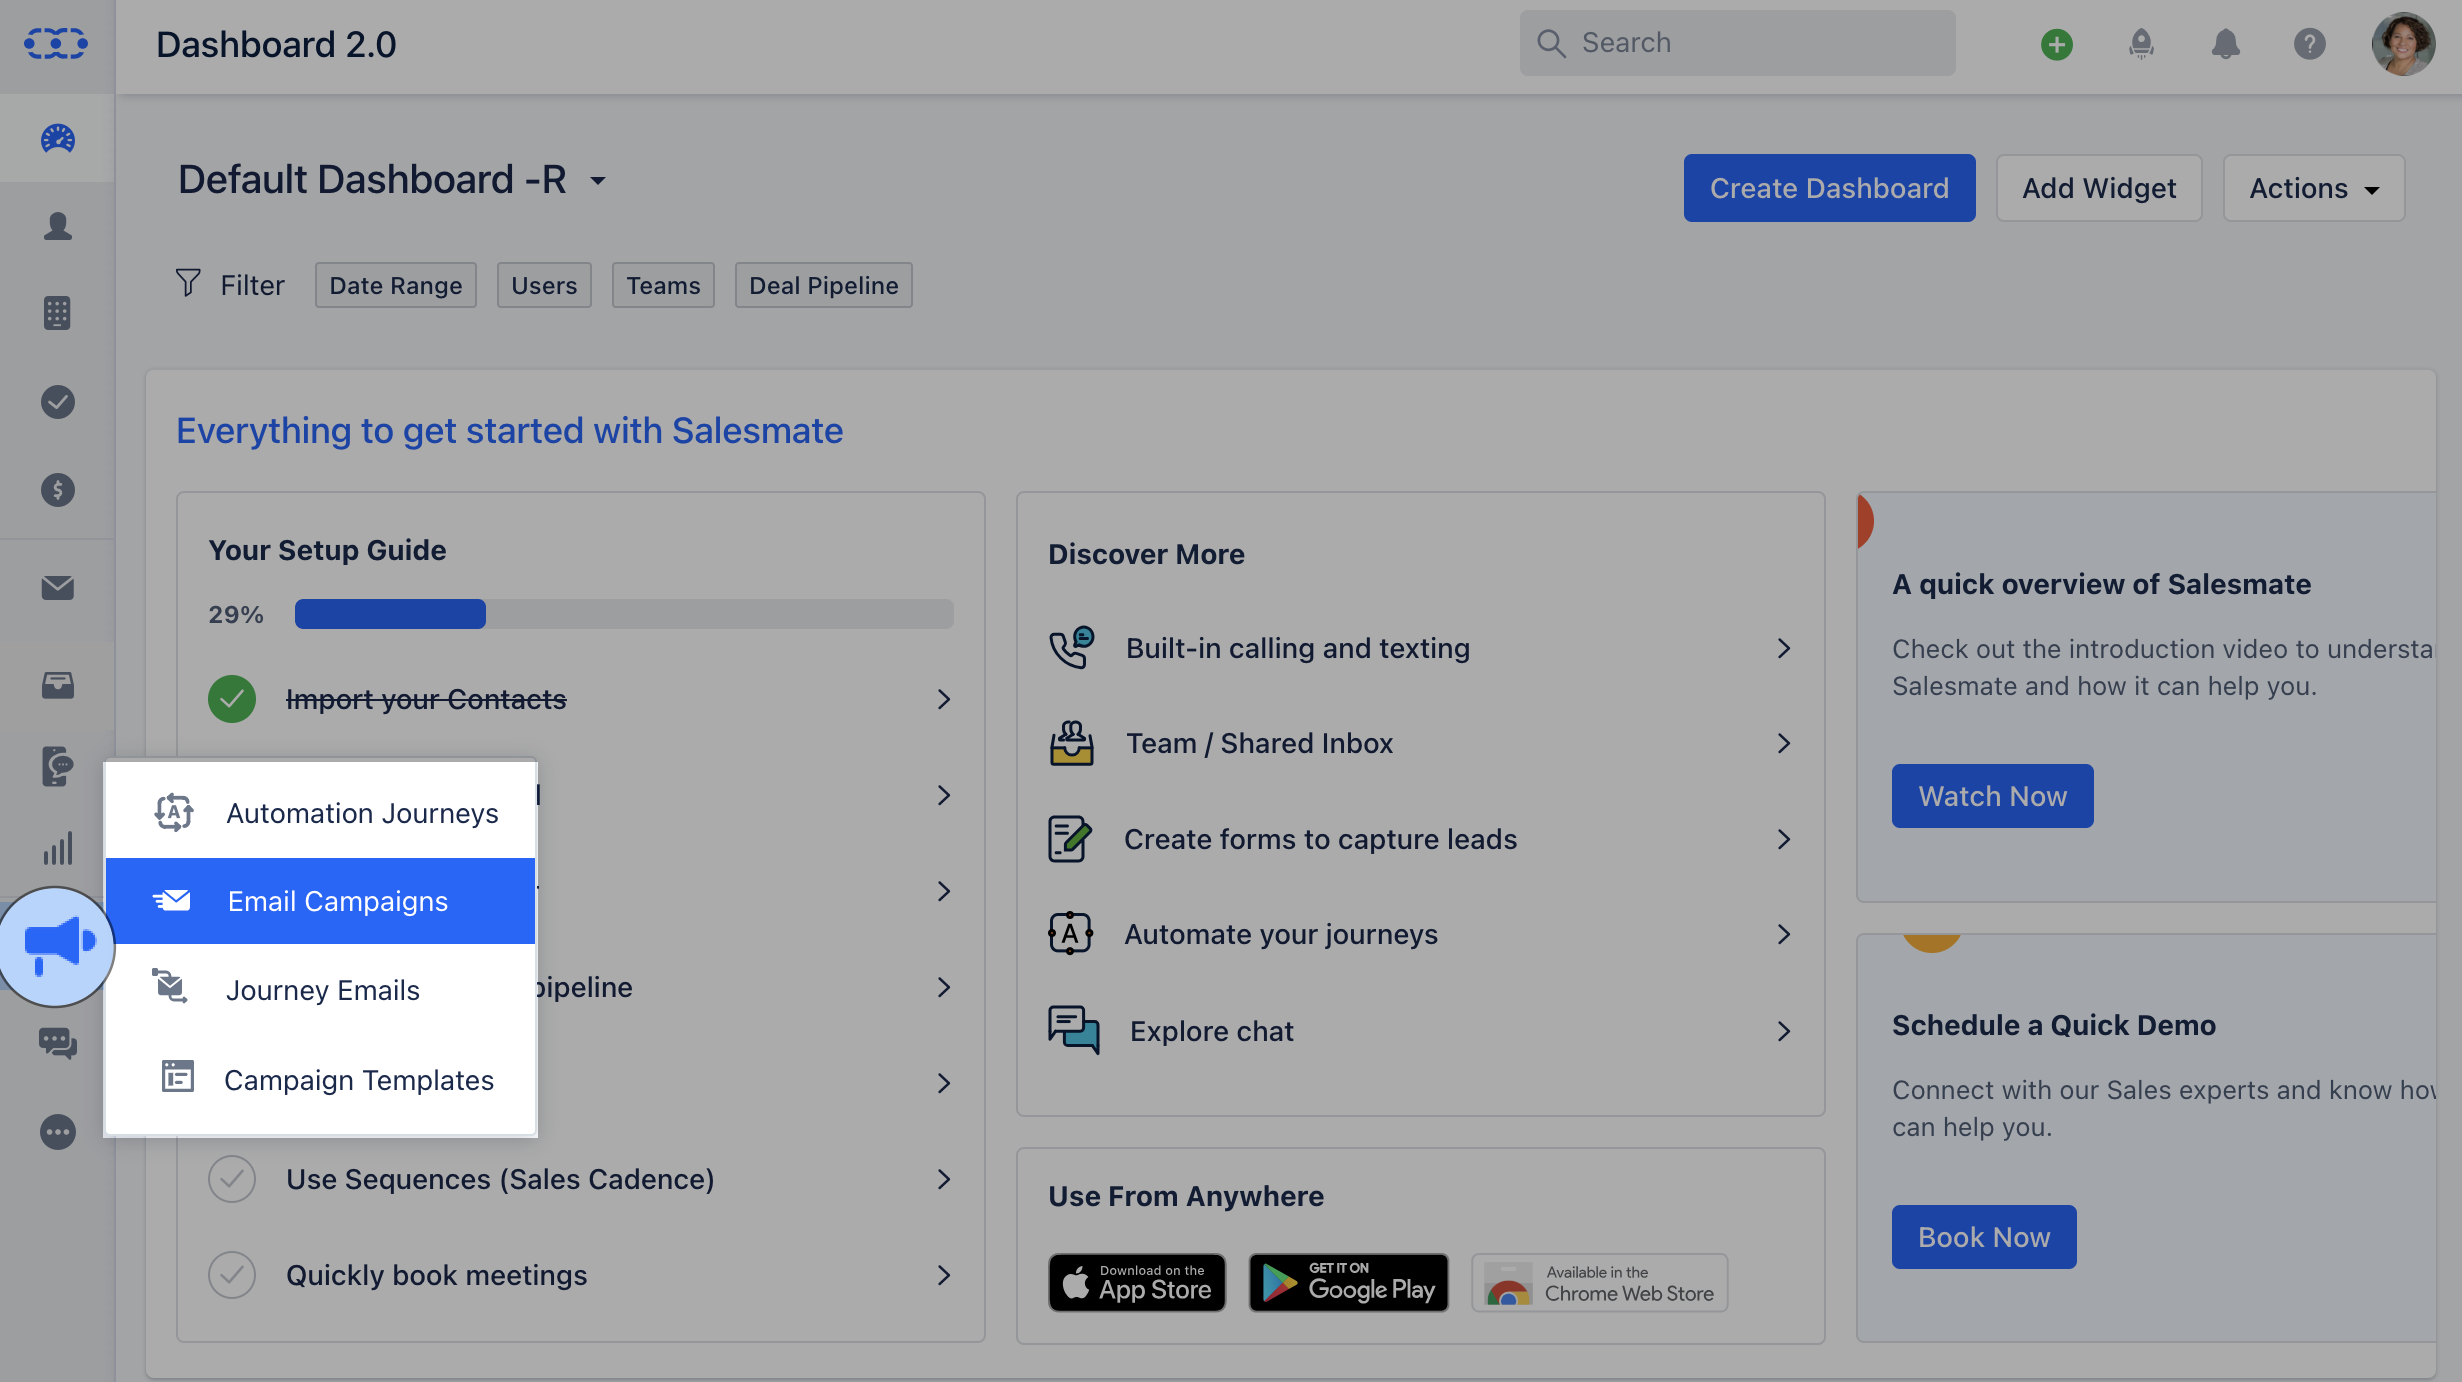 Dashboard 2.0
Search
Default Dashboard -R
Create Dashboard
Add Widget
Actions
Filter
Date Range
Users
Teams
Deal Pipeline
Everything to get started with Salesmate
Your Setup Guide
29%
Import your Contacts
Automation Journeys
Email Campaigns
Journey Emails
pipeline
Campaign Templates
Use Sequences (Sales Cadence)
Quickly book meetings
Discover More
Built-in calling and texting
Team / Shared Inbox
Create forms to capture leads
Automate your journeys
Explore chat
Use From Anywhere
Download on the
App Store
GET IT ON
Google Play
Available in the
Chrome Web Store
A quick overview of Salesmate
Check out the introduction video to understa
Salesmate and how it can help you.
Watch Now
Schedule a Quick Demo
Connect with our Sales experts and know how
can help you.
Book Now